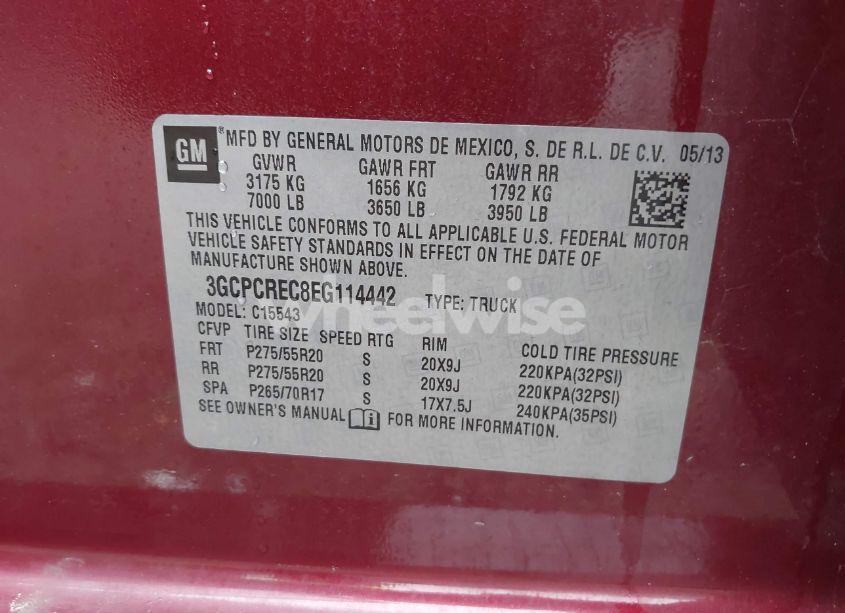 GM ® MFD BY GENERAL MOTORS DE MEXICO, S. DE R.L. DE C.V. 05/13
GVWR GAWR FRT GAWR RR
3175 KG 1656 KG 1792 KG
7000 LB 3650 LB 3950 LB
THIS VEHICLE CONFORMS TO ALL APPLICABLE U.S. FEDERAL MOTOR
VEHICLE SAFETY STANDARDS IN EFFECT ON THE DATE OF
MANUFACTURE SHOWN ABOVE.
3GCPCREC8EG114442 TYPE: TRUCK
MODEL: C15543
CFVP TIRE SIZE SPEED RTG RIM COLD TIRE PRESSURE
FRT P275/55R20 S 20X9J 220KPA(32PSI)
RR P275/55R20 S 20X9J 220KPA(32PSI)
SPA P265/70R17 S 17X7.5J 240KPA(35PSI)
SEE OWNER'S MANUAL FOR MORE INFORMATION.
wheelwise